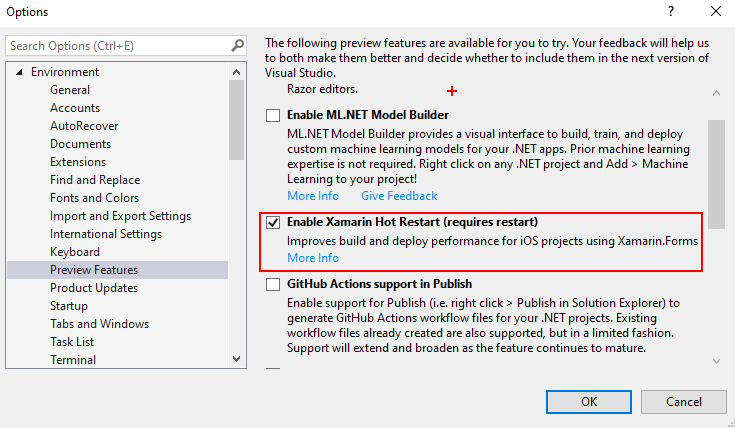 Options
?
Search Options (Ctrl+E)
Environment
General
Accounts
AutoRecover
Documents
Extensions
Find and Replace
Fonts and Colors
Import and Export Settings
International Settings
Keyboard
Preview Features
Product Updates
Startup
Tabs and Windows
Task List
Terminal
The following preview features are available for you to try. Your feedback will help us
to both make them better and decide whether to include them in the next version of
Visual Studio.
Razor editors.
Enable ML.NET Model Builder
ML.NET Model Builder provides a visual interface to build, train, and deploy
custom machine learning models for your .NET apps. Prior machine learning
expertise is not required. Right click on any .NET project and Add > Machine
Learning to your project!
More Info Give Feedback
Enable Xamarin Hot Restart (requires restart)
Improves build and deploy performance for iOS projects using Xamarin.Forms
More Info
GitHub Actions support in Publish
Enable support for Publish (i.e. right click > Publish in Solution Explorer) to
generate GitHub Actions workflow files for your .NET projects. Existing
workflow files already created are also supported, but in a limited fashion.
Support will extend and broaden as the feature continues to mature.
OK
Cancel